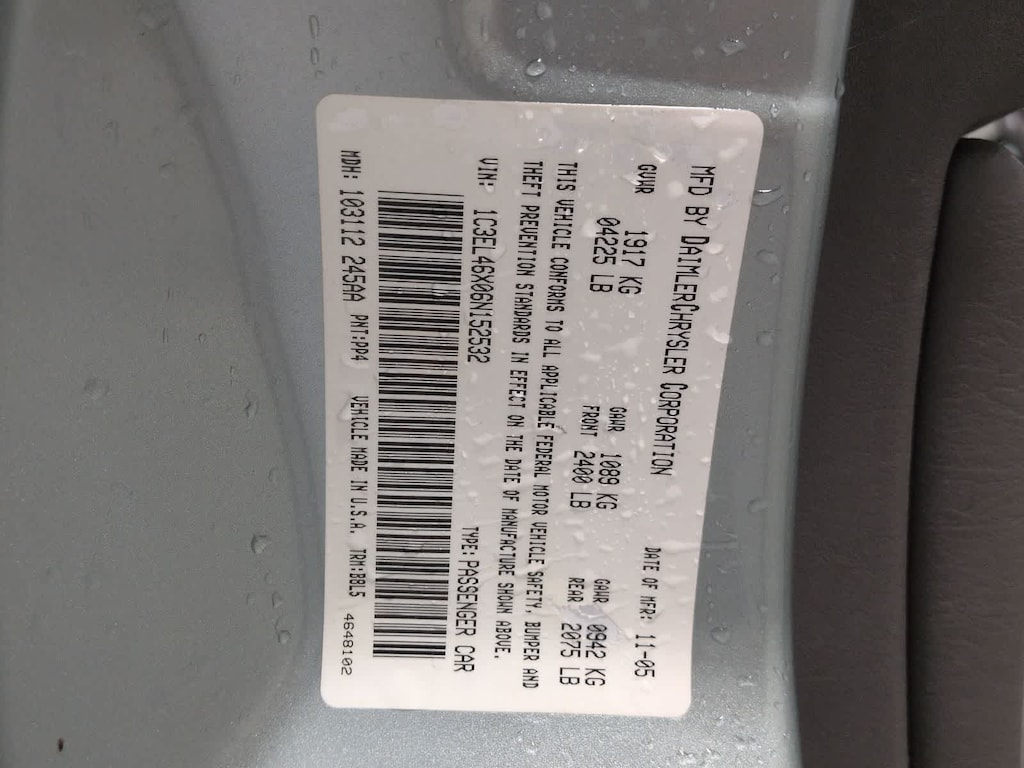 MFD BY DAIMLERCHRYSLER CORPORATION DATE OF MFR: 11-05
GVWR 1917 KG GAWR 1089 KG GAWR 0942 KG
04225 LB FRONT 2400 LB REAR 2075 LB
THIS VEHICLE CONFORMS TO ALL APPLICABLE FEDERAL MOTOR VEHICLE SAFETY, BUMPER AND
THEFT PREVENTION STANDARDS IN EFFECT ON THE DATE OF MANUFACTURE SHOWN ABOVE.
VIN: 1C3EL46X06N152532 TYPE: PASSENGER CAR
MDH: 103112 245AA PNT:PP4 VEHICLE MADE IN U.S.A. TRM:BBL5 4648102